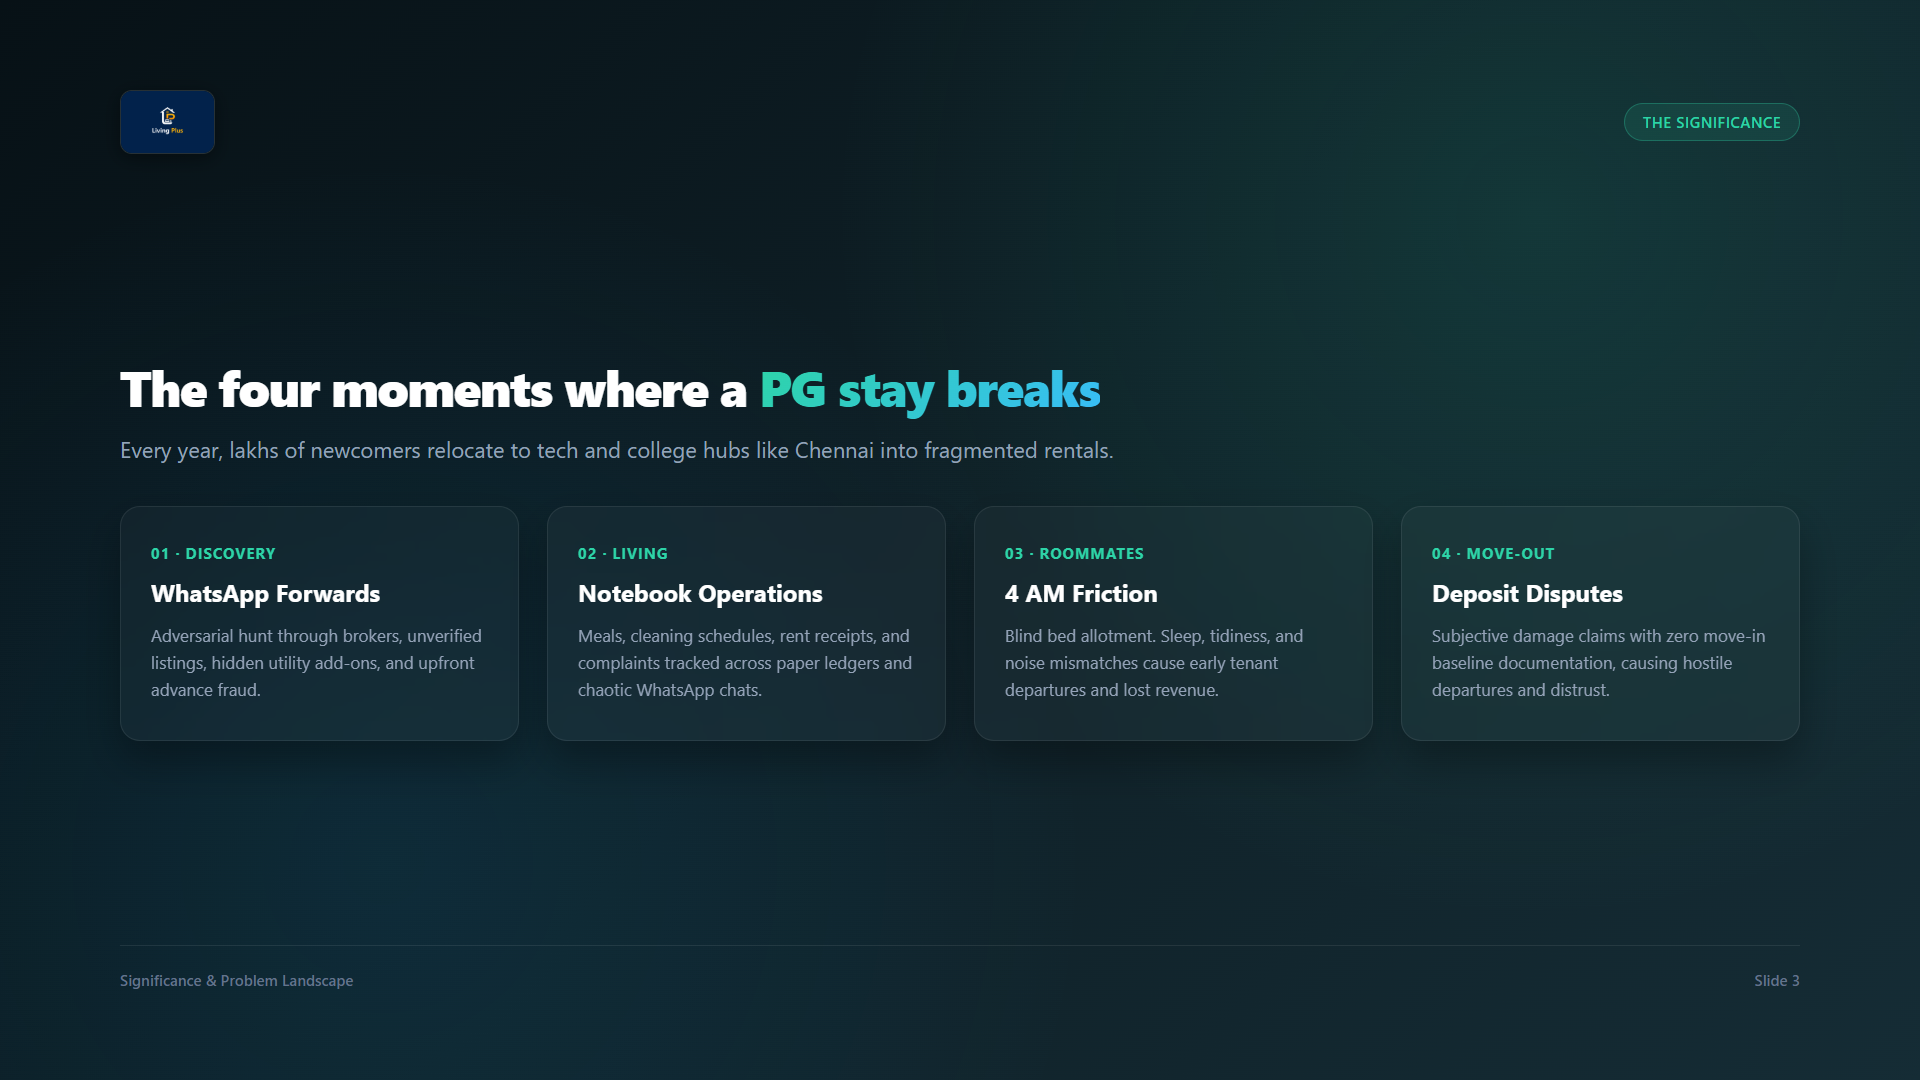 Living Plus
THE SIGNIFICANCE
The four moments where a PG stay breaks
Every year, lakhs of newcomers relocate to tech and college hubs like Chennai into fragmented rentals.
01 · DISCOVERY
WhatsApp Forwards
Adversarial hunt through brokers, unverified
listings, hidden utility add-ons, and upfront
advance fraud.
02 · LIVING
Notebook Operations
Meals, cleaning schedules, rent receipts, and
complaints tracked across paper ledgers and
chaotic WhatsApp chats.
03 · ROOMMATES
4 AM Friction
Blind bed allotment. Sleep, tidiness, and
noise mismatches cause early tenant
departures and lost revenue.
04 · MOVE-OUT
Deposit Disputes
Subjective damage claims with zero move-in
baseline documentation, causing hostile
departures and distrust.
Significance & Problem Landscape
Slide 3